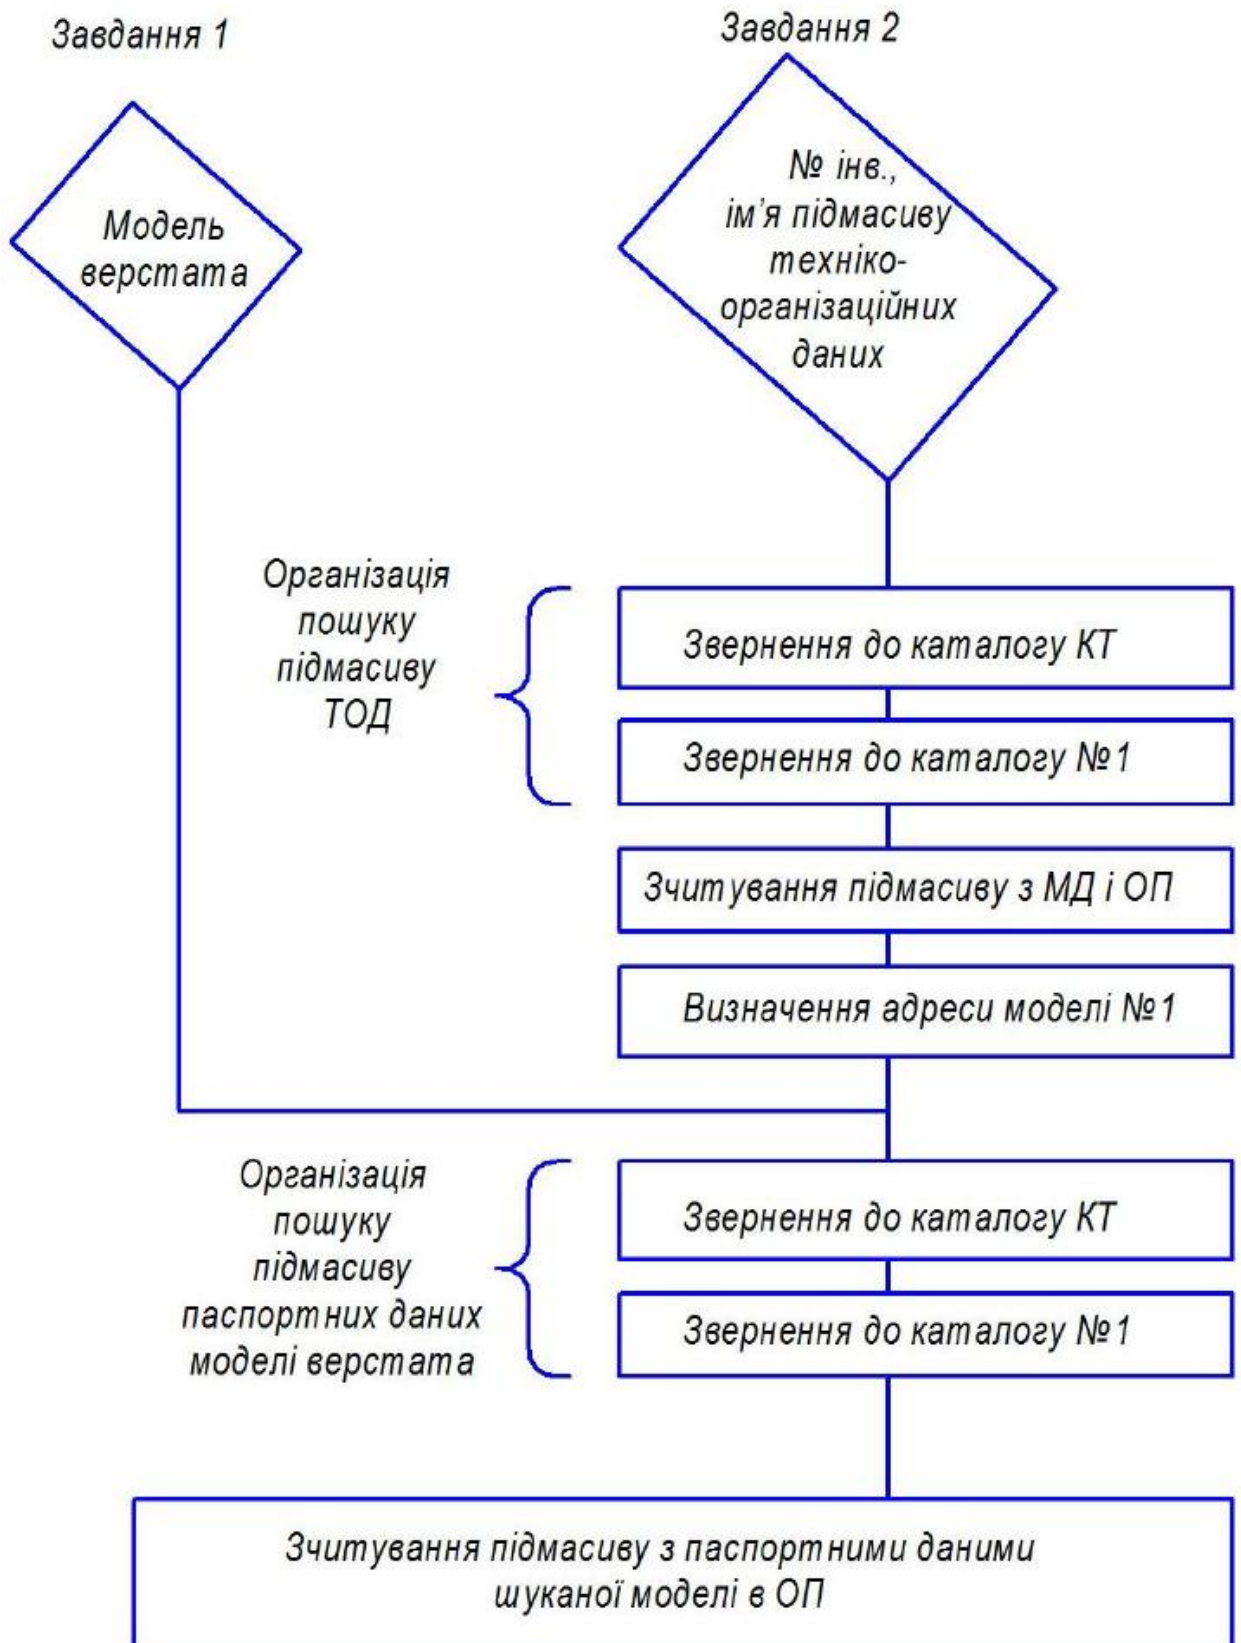 Завдання 1
Завдання 2
Модель
верстата
№ інв.,
ім'я підмасиву
техніко-
організаційних
даних
Організація
пошуку
підмасиву
ТОД
Звернення до каталогу КТ
Звернення до каталогу №1
Зчитування підмасиву з МД і ОП
Визначення адреси моделі №1
Організація
пошуку
підмасиву
паспортних даних
моделі верстата
Звернення до каталогу КТ
Звернення до каталогу №1
Зчитування підмасиву з паспортними даними
шуканої моделі в ОП